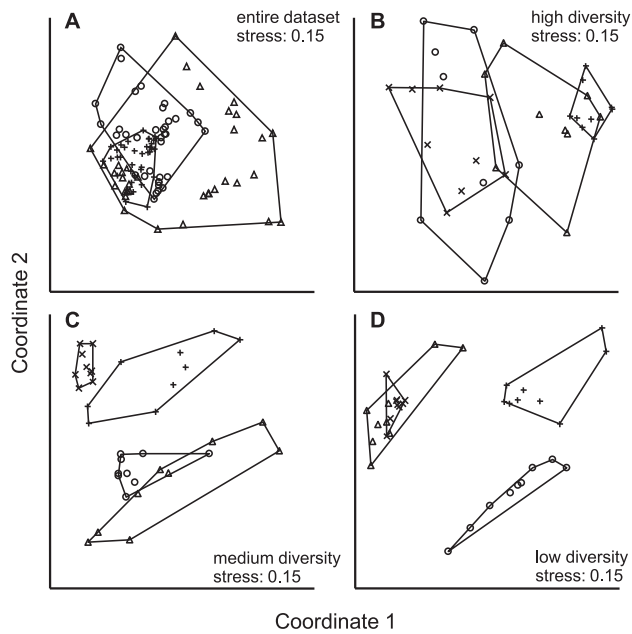 A
entire dataset
stress: 0.15
B
high diversity
stress: 0.15
Coordinate 2
C
medium diversity
stress: 0.15
D
low diversity
stress: 0.15
Coordinate 1